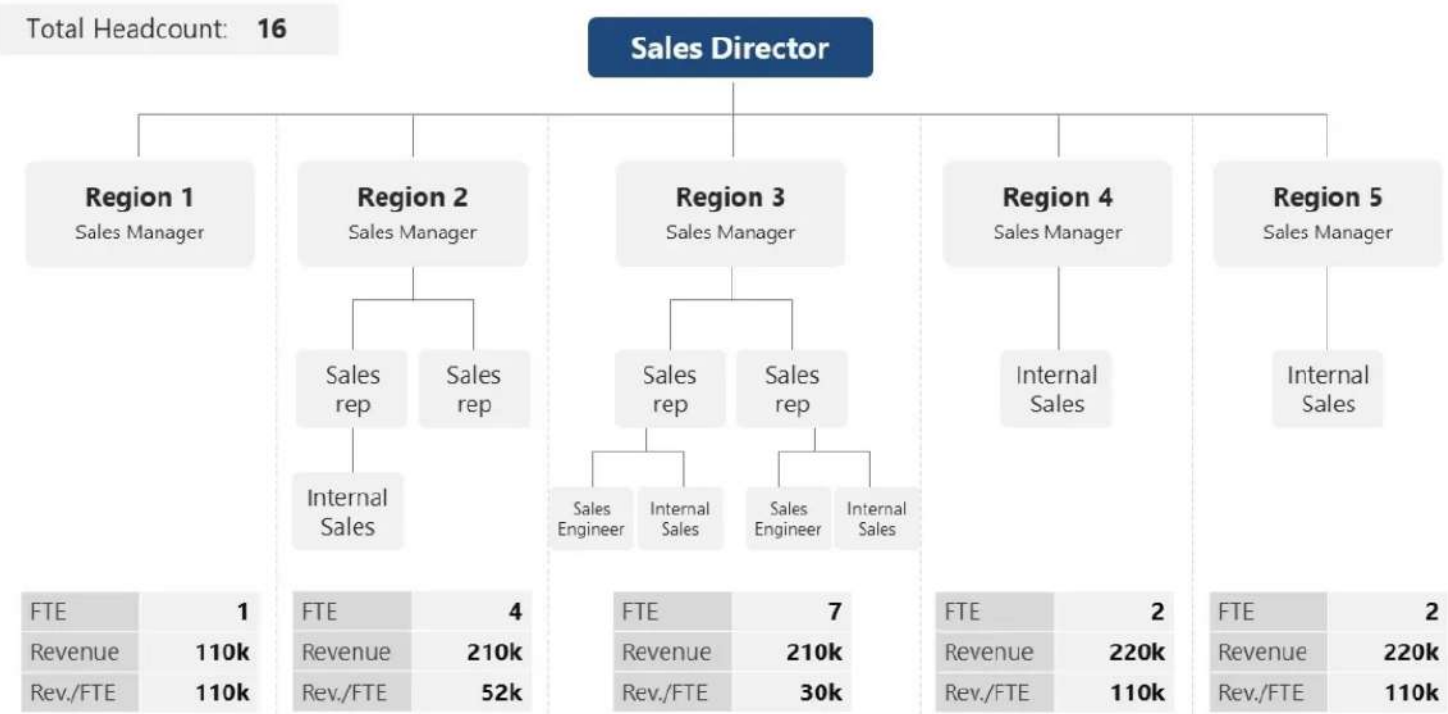 Total Headcount: 16
Sales Director
Region 1
Sales Manager
Region 2
Sales Manager
Region 3
Sales Manager
Region 4
Sales Manager
Region 5
Sales Manager
Sales
rep
Sales
rep
Sales
rep
Sales
rep
Internal
Sales
Internal
Sales
Internal
Sales
Sales
Engineer
Internal
Sales
Sales
Engineer
Internal
Sales
FTE 1
Revenue 110k
Rev./FTE 110k
FTE 4
Revenue 210k
Rev./FTE 52k
FTE 7
Revenue 210k
Rev./FTE 30k
FTE 2
Revenue 220k
Rev./FTE 110k
FTE 2
Revenue 220k
Rev./FTE 110k